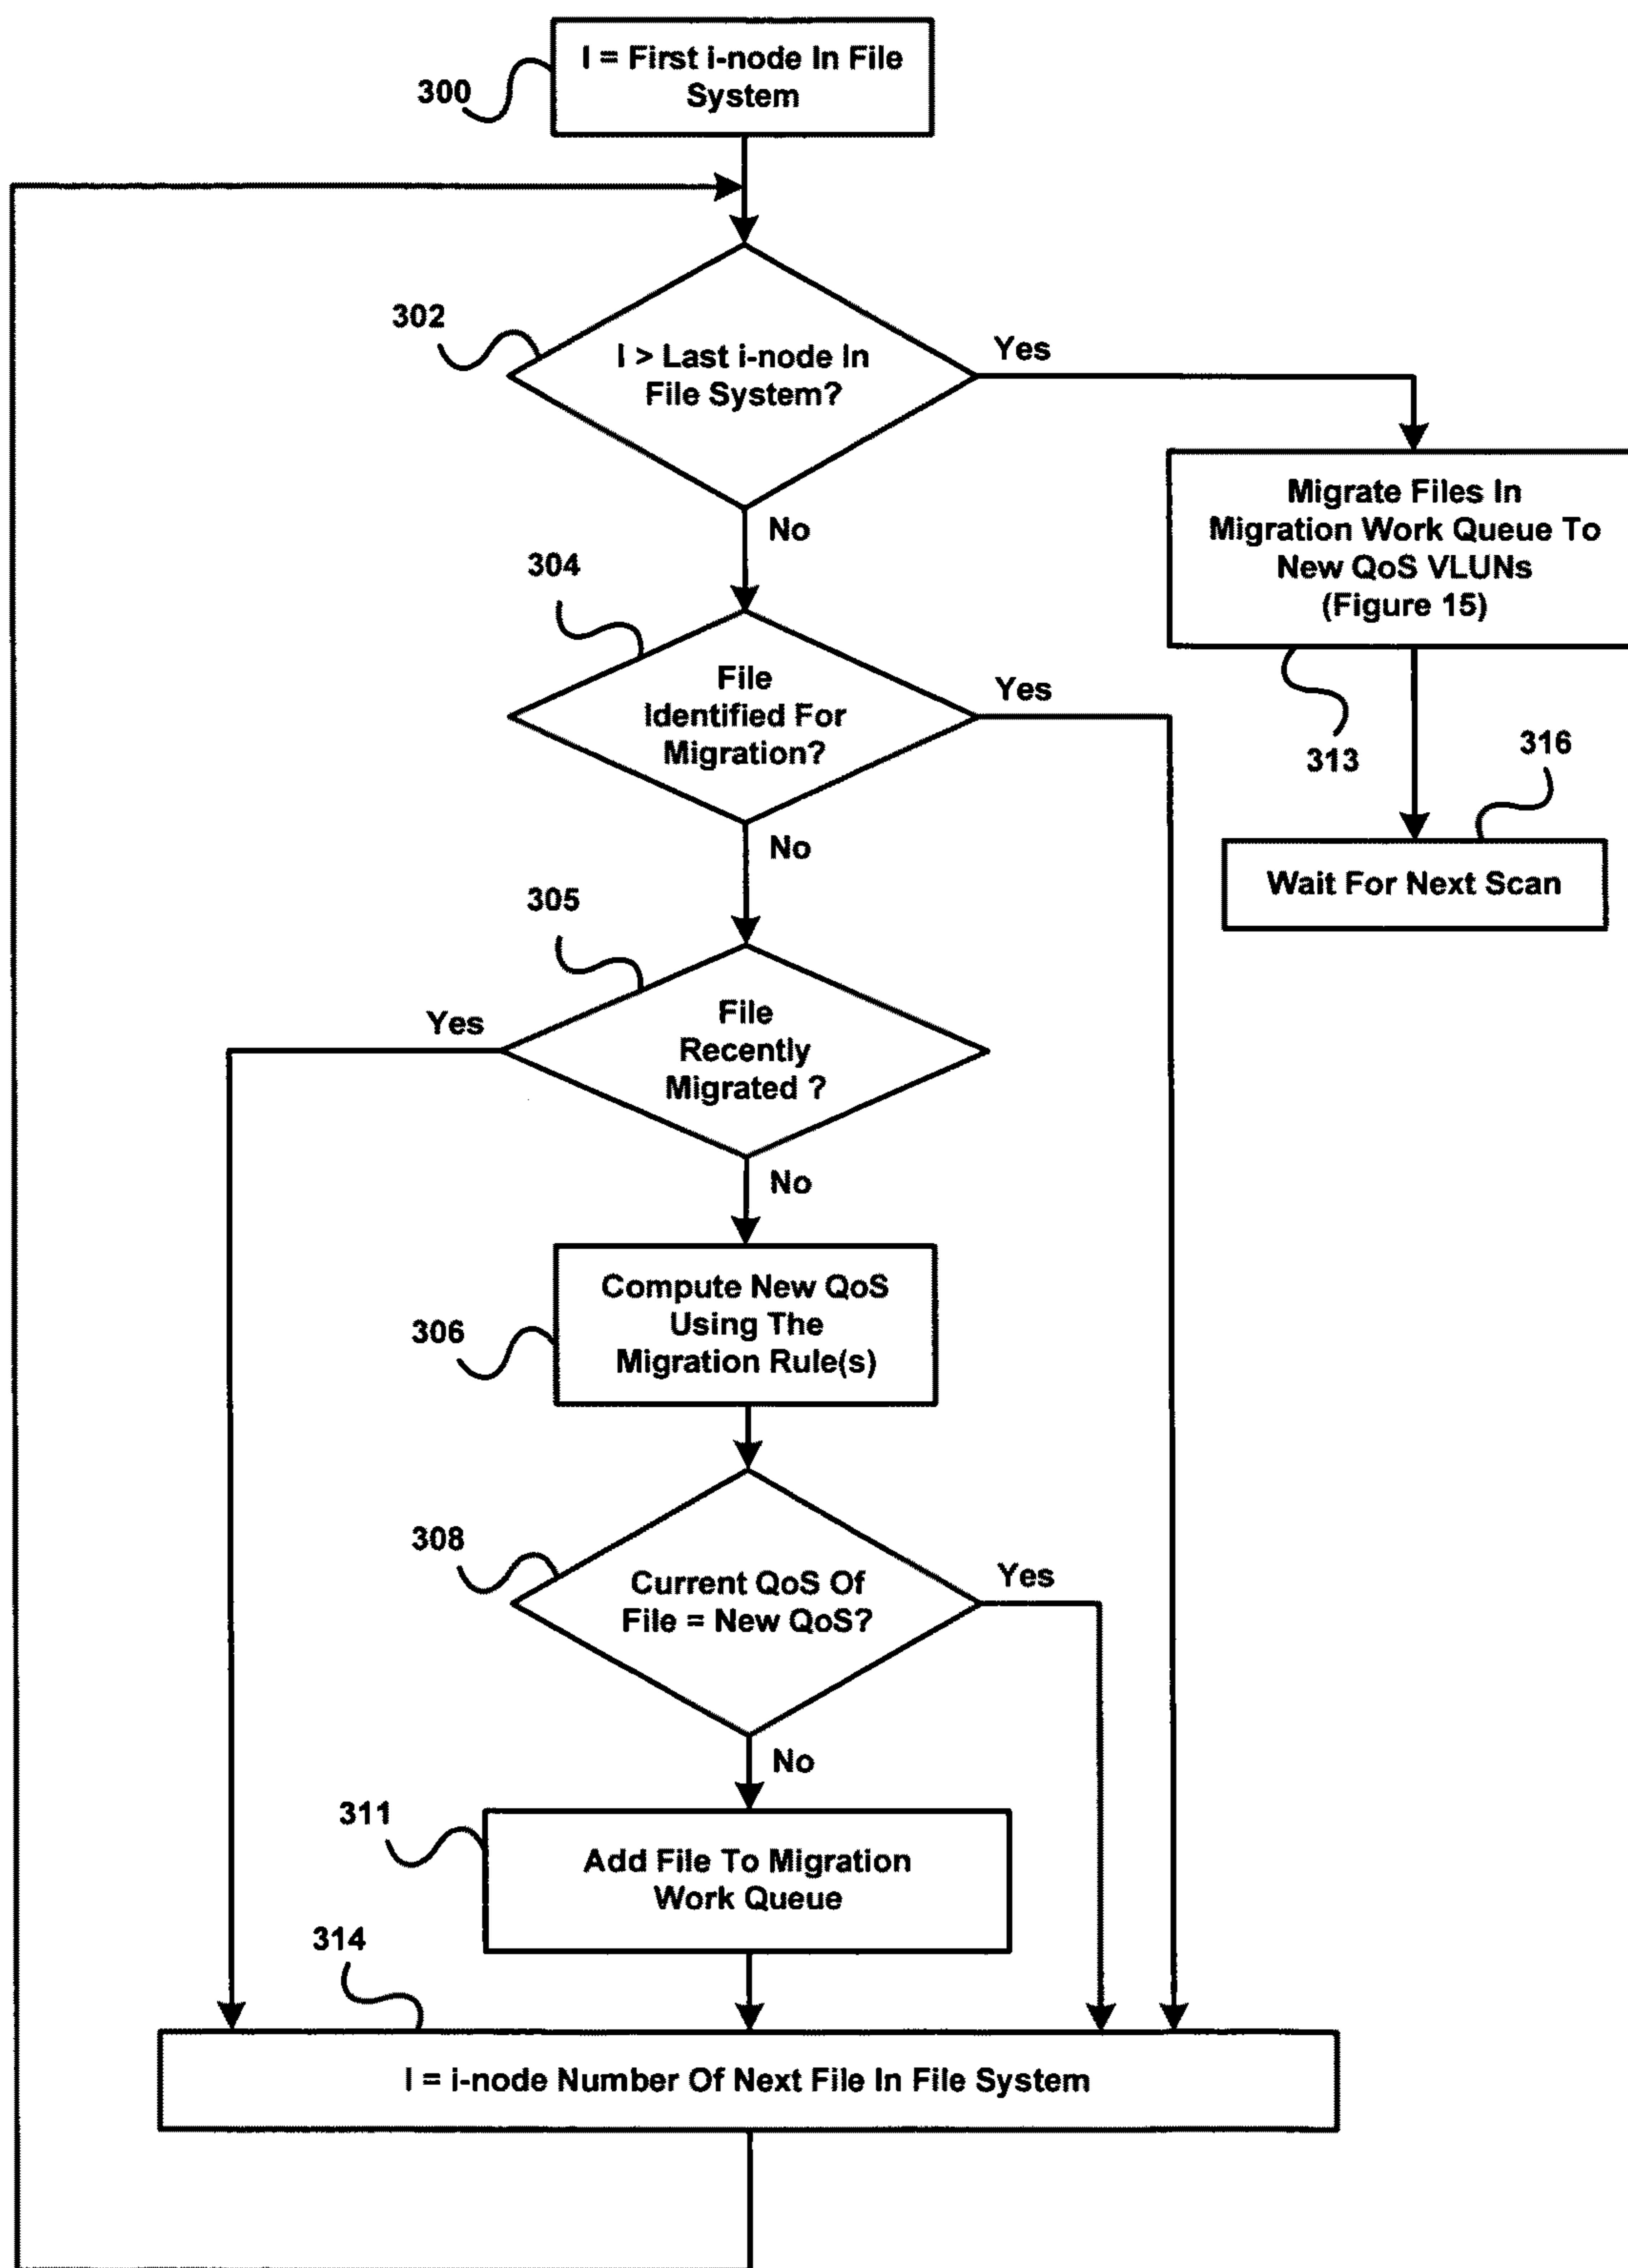 I = First i-node In File
System
300
302
I > Last i-node In
File System?
Yes
No
Migrate Files In
Migration Work Queue To
New QoS VLUNs
(Figure 15)
313
316
Wait For Next Scan
304
File
Identified For
Migration?
Yes
No
305
File
Recently
Migrated ?
Yes
No
306
Compute New QoS
Using The
Migration Rule(s)
308
Current QoS Of
File = New QoS?
Yes
No
311
Add File To Migration
Work Queue
314
I = i-node Number Of Next File In File System